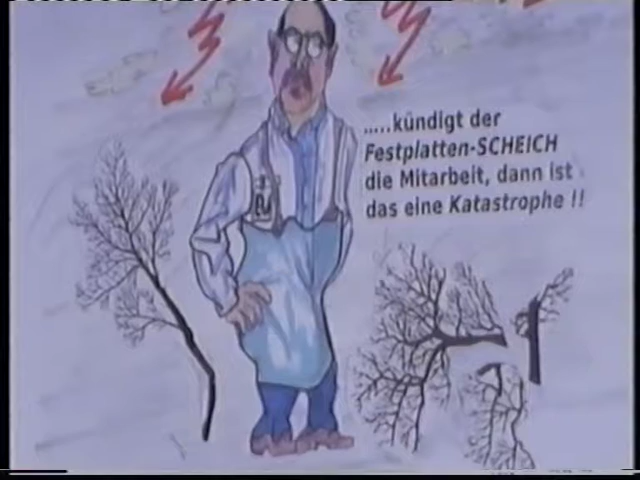 .....kündigt der
Festplatten-SCHEICH
die Mitarbeit, dann ist
das eine Katastrophe !!